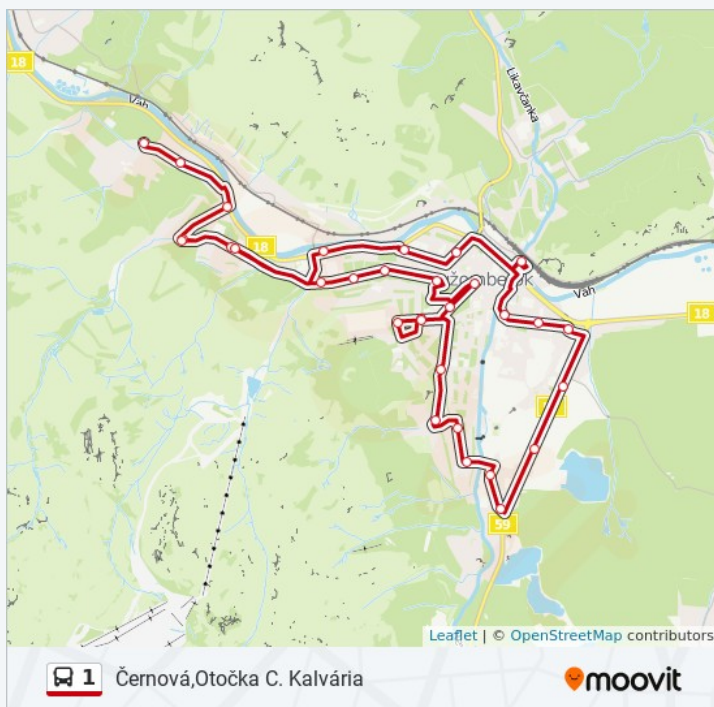 18
Váh
Likavčanka
18
Váh
18
59
Leaflet | © OpenStreetMap contributors
1 Černová,Otočka C. Kalvária
moovit